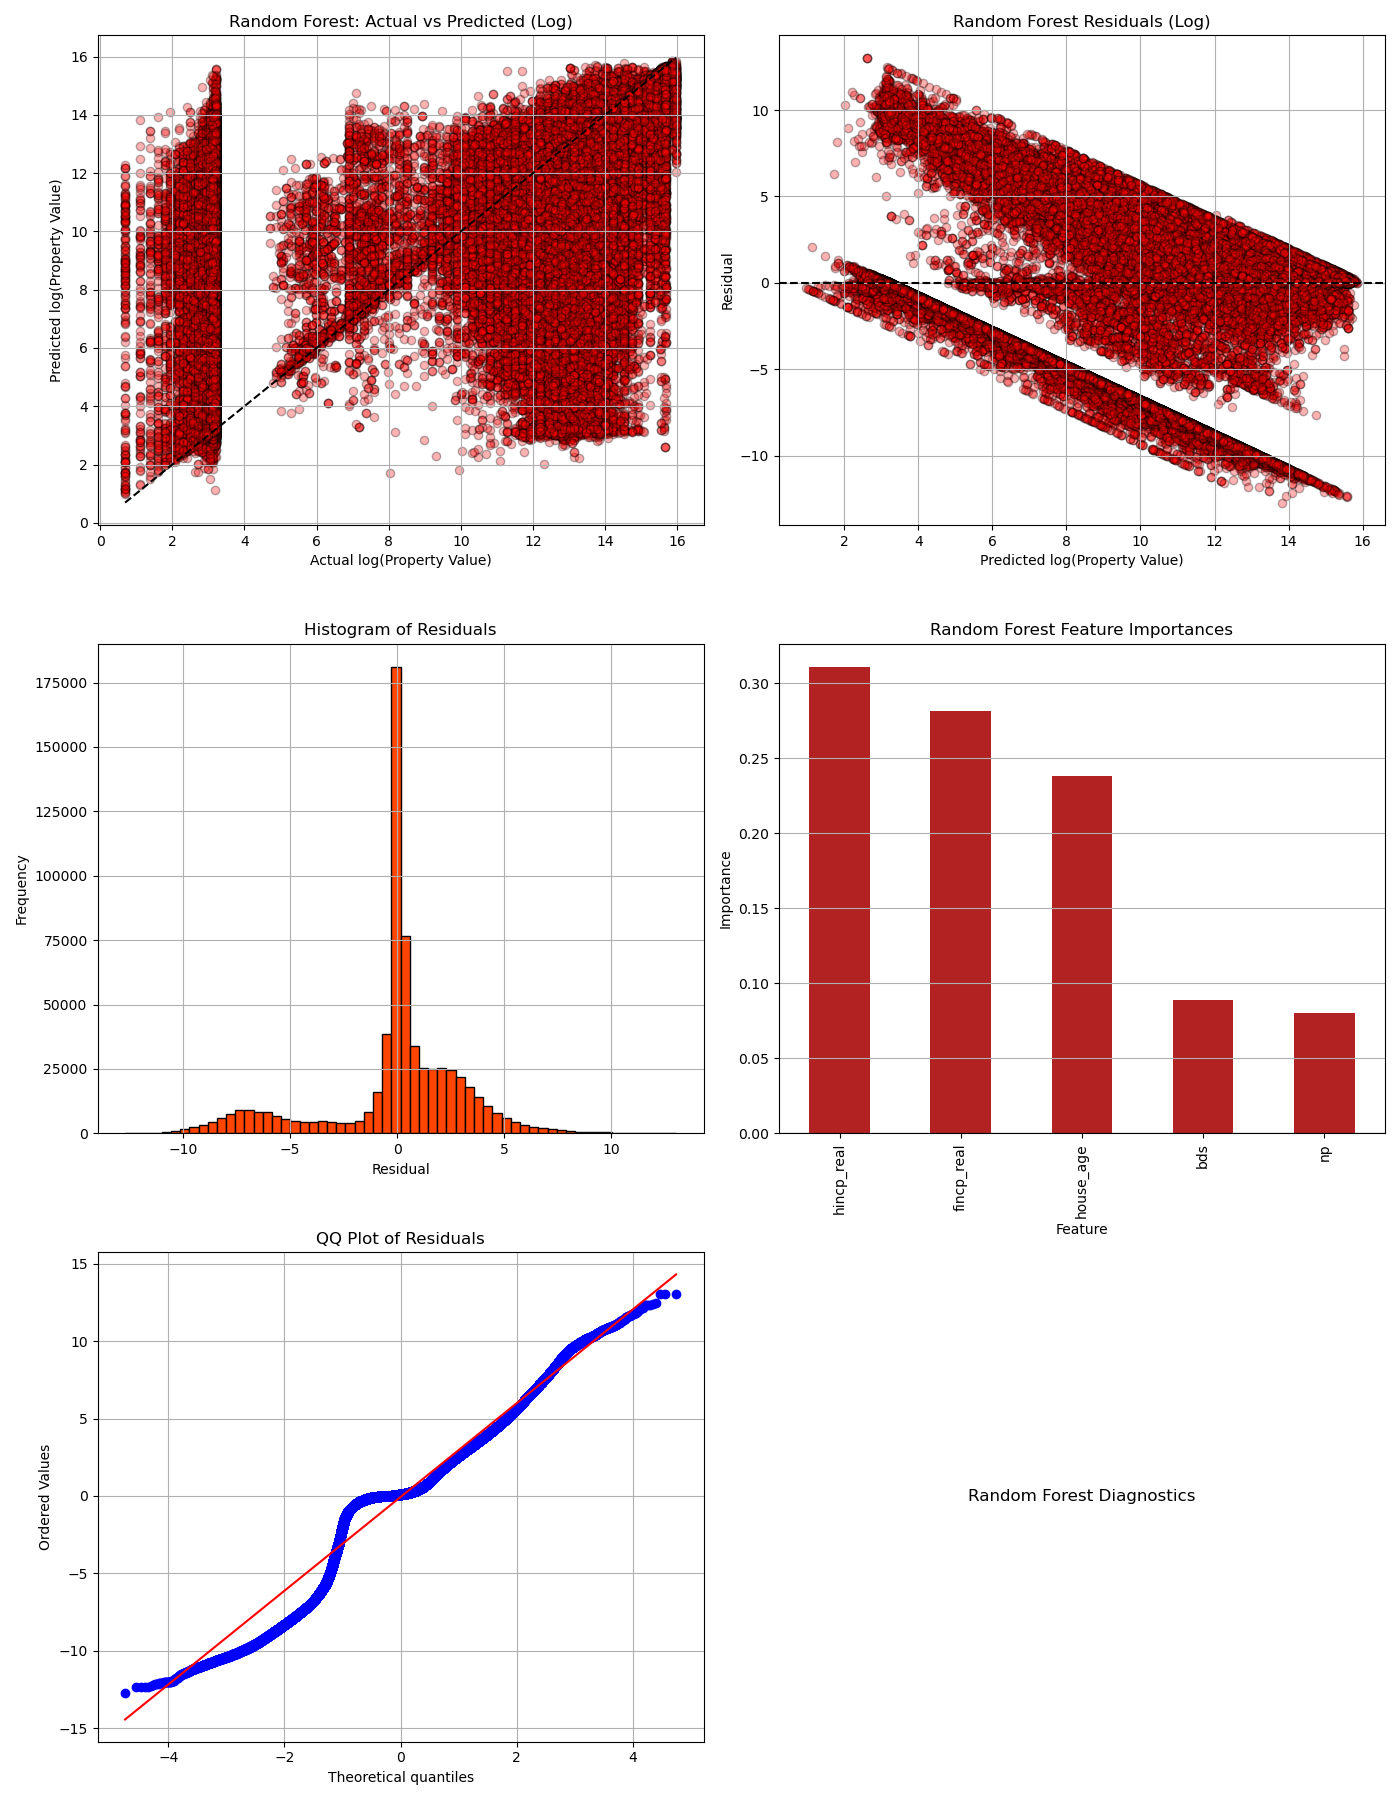 Random Forest: Actual vs Predicted (Log)
Predicted log(Property Value)
16
14
12
10
8
6
4
2
0
0 2 4 6 8 10 12 14 16
Actual log(Property Value)
Random Forest Residuals (Log)
Residual
10
5
0
−5
−10
2 4 6 8 10 12 14 16
Predicted log(Property Value)
Histogram of Residuals
Frequency
175000
150000
125000
100000
75000
50000
25000
0
−10 −5 0 5 10
Residual
Random Forest Feature Importances
Importance
0.30
0.25
0.20
0.15
0.10
0.05
0.00
hincp_real
fincp_real
house_age
bds
np
Feature
QQ Plot of Residuals
Ordered Values
15
10
5
0
−5
−10
−15
−4 −2 0 2 4
Theoretical quantiles
Random Forest Diagnostics